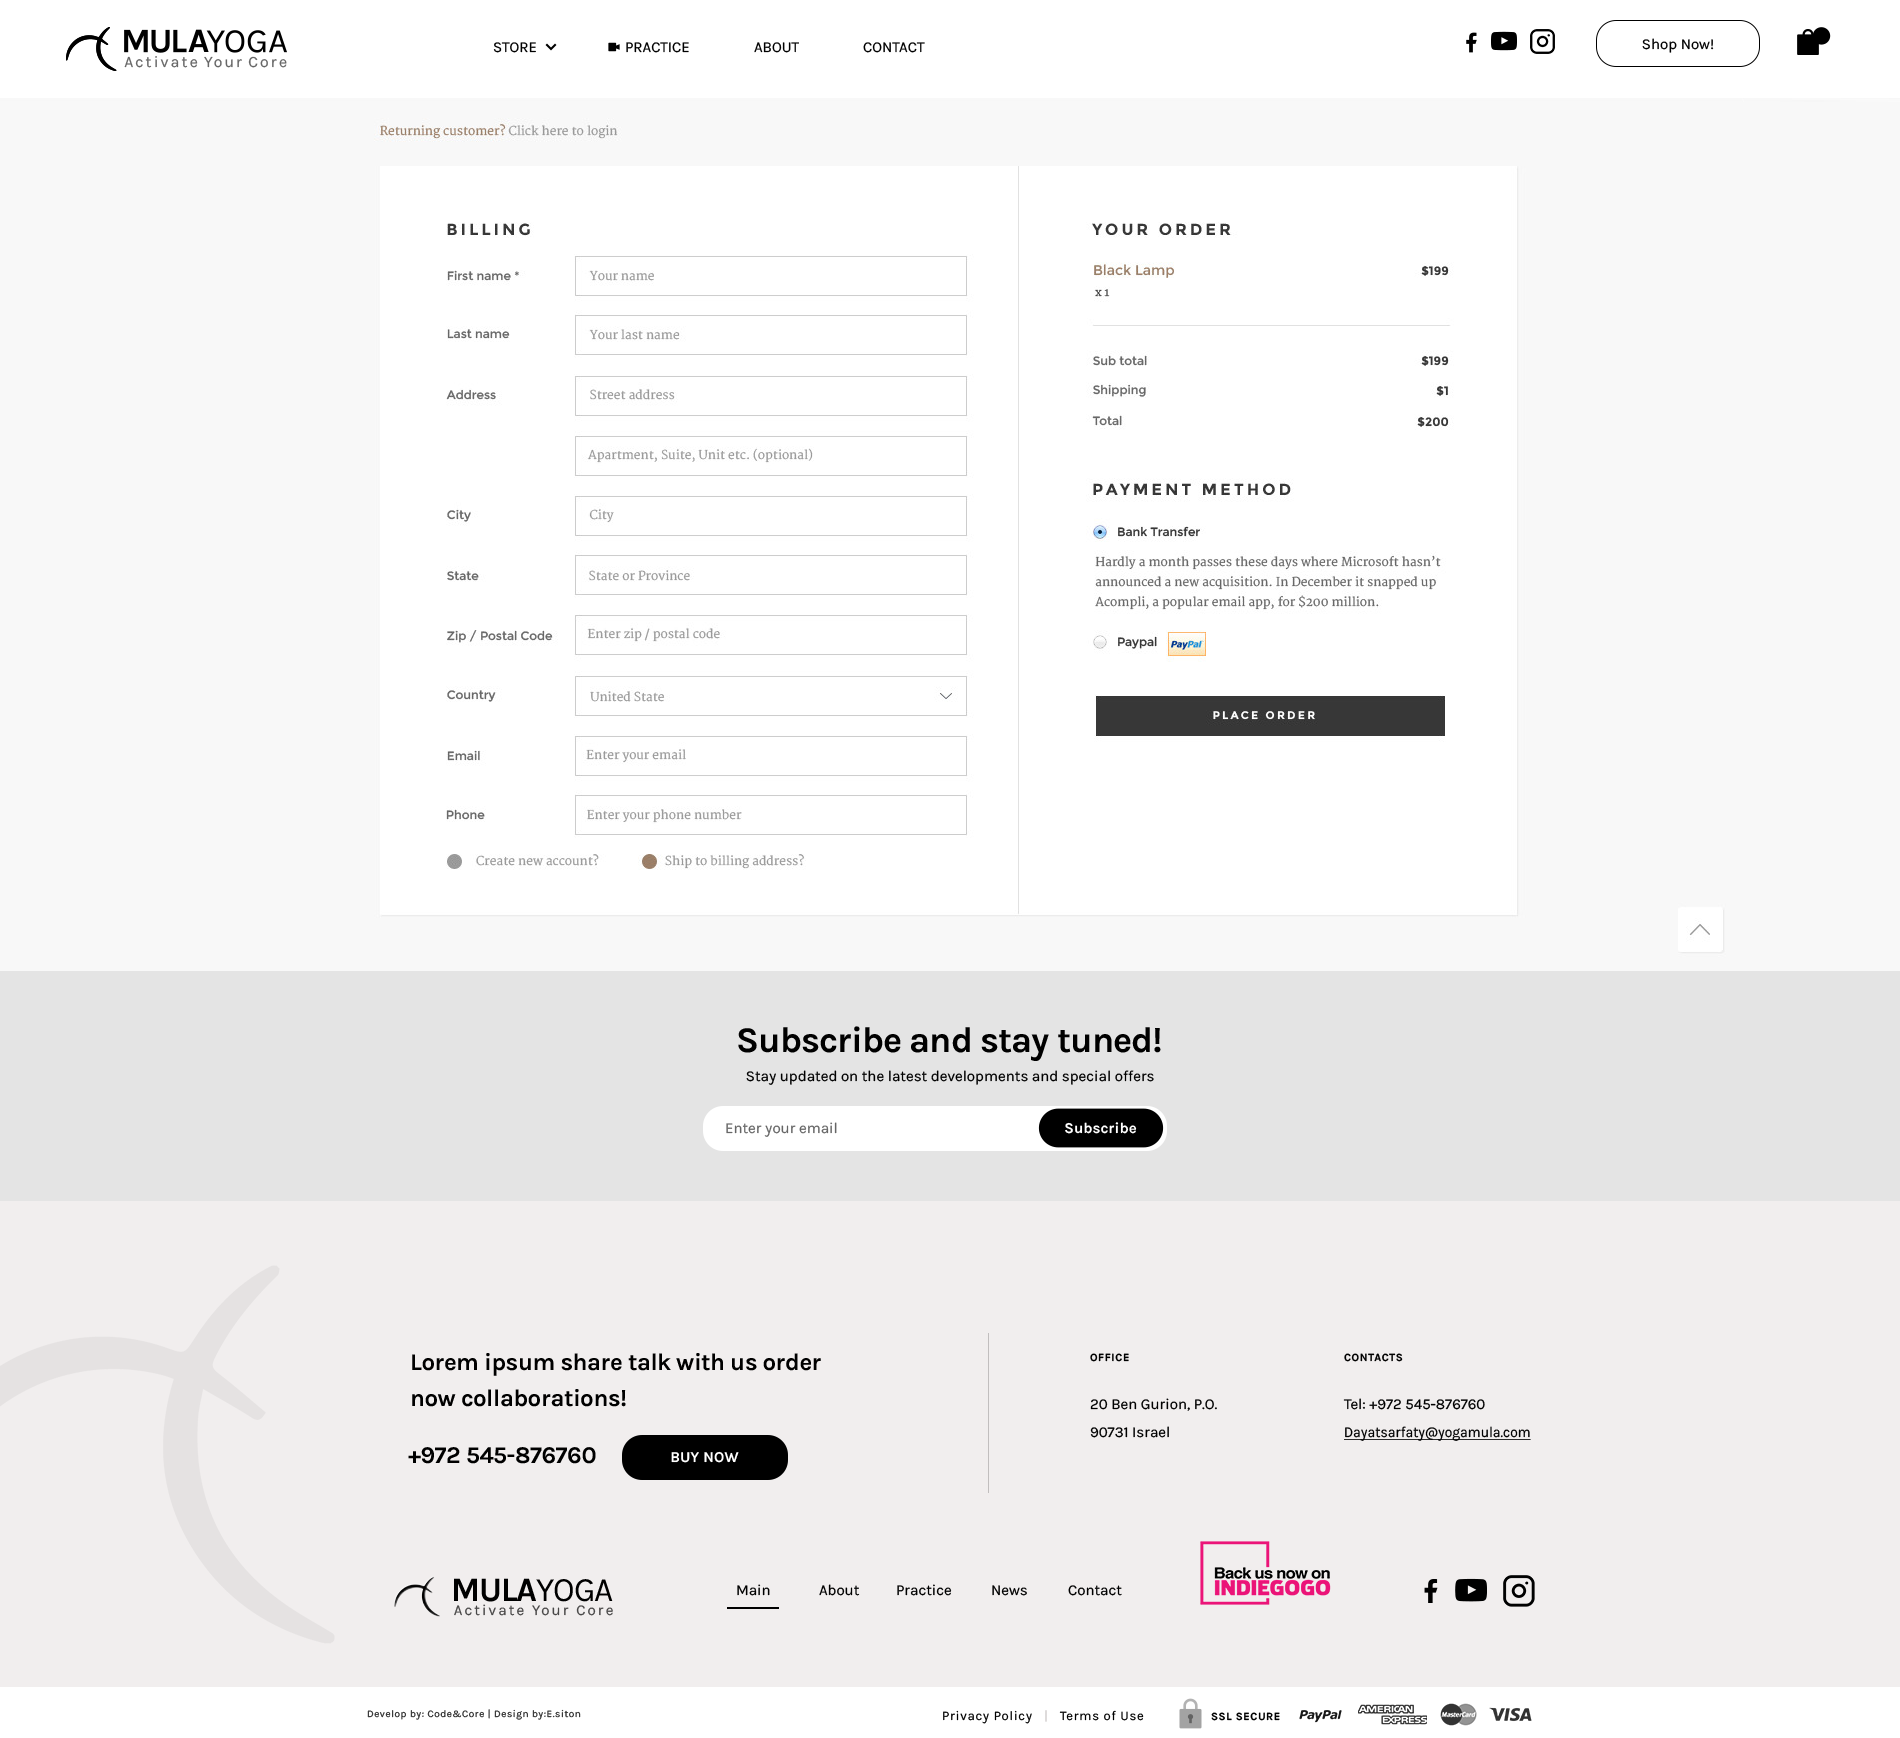 MULAYOGA
Activate Your Core
STORE
PRACTICE
ABOUT
CONTACT
Shop Now!
Returning customer? Click here to login
BILLING
First name *
Your name
Last name
Your last name
Address
Street address
Apartment, Suite, Unit etc. (optional)
City
City
State
State or Province
Zip / Postal Code
Enter zip / postal code
Country
United State
Email
Enter your email
Phone
Enter your phone number
Create new account?
Ship to billing address?
YOUR ORDER
Black Lamp $199
x 1
Sub total $199
Shipping $1
Total $200
PAYMENT METHOD
Bank Transfer
Hardly a month passes these days where Microsoft hasn’t
announced a new acquisition. In December it snapped up
Acompli, a popular email app, for $200 million.
Paypal PayPal
PLACE ORDER
Subscribe and stay tuned!
Stay updated on the latest developments and special offers
Enter your email
Subscribe
Lorem ipsum share talk with us order
now collaborations!
+972 545-876760
BUY NOW
OFFICE
20 Ben Gurion, P.O.
90731 Israel
CONTACTS
Tel: +972 545-876760
Dayatsarfaty@yogamula.com
MULAYOGA
Activate Your Core
Main
About
Practice
News
Contact
Back us now on
INDIEGOGO
Develop by: Code&Core | Design by:E.siton
Privacy Policy | Terms of Use
SSL SECURE
PayPal
AMERICAN
EXPRESS
MasterCard
VISA